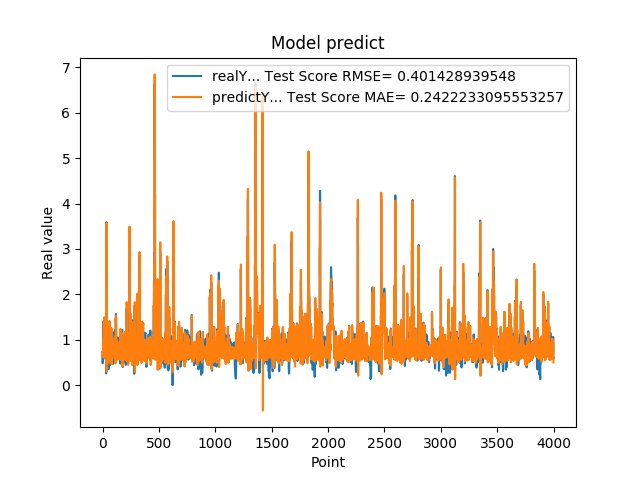 Model predict
realY... Test Score RMSE= 0.401428939548
predictY... Test Score MAE= 0.2422233095553257
7
6
5
4
3
2
1
0
Real value
0 500 1000 1500 2000 2500 3000 3500 4000
Point